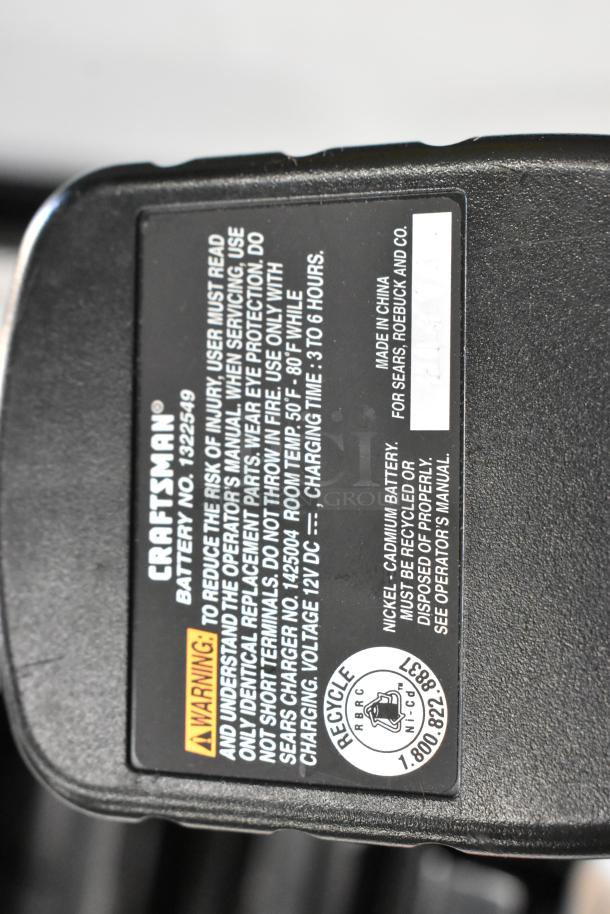 CRAFTSMAN®
BATTERY NO. 1322549
WARNING: TO REDUCE THE RISK OF INJURY, USER MUST READ
AND UNDERSTAND THE OPERATOR'S MANUAL. WHEN SERVICING, USE
ONLY IDENTICAL REPLACEMENT PARTS. WEAR EYE PROTECTION. DO
NOT SHORT TERMINALS. DO NOT THROW IN FIRE. USE ONLY WITH
SEARS CHARGER NO. 1425004 ROOM TEMP. 50°F - 80°F WHILE
CHARGING. VOLTAGE 12V DC ⎓, CHARGING TIME : 3 TO 6 HOURS.
RECYCLE
RBRC
Ni-Cd
TM
1.800.822.8837
NICKEL - CADMIUM BATTERY.
MUST BE RECYCLED OR
DISPOSED OF PROPERLY.
SEE OPERATOR'S MANUAL.
MADE IN CHINA
FOR SEARS, ROEBUCK AND CO.